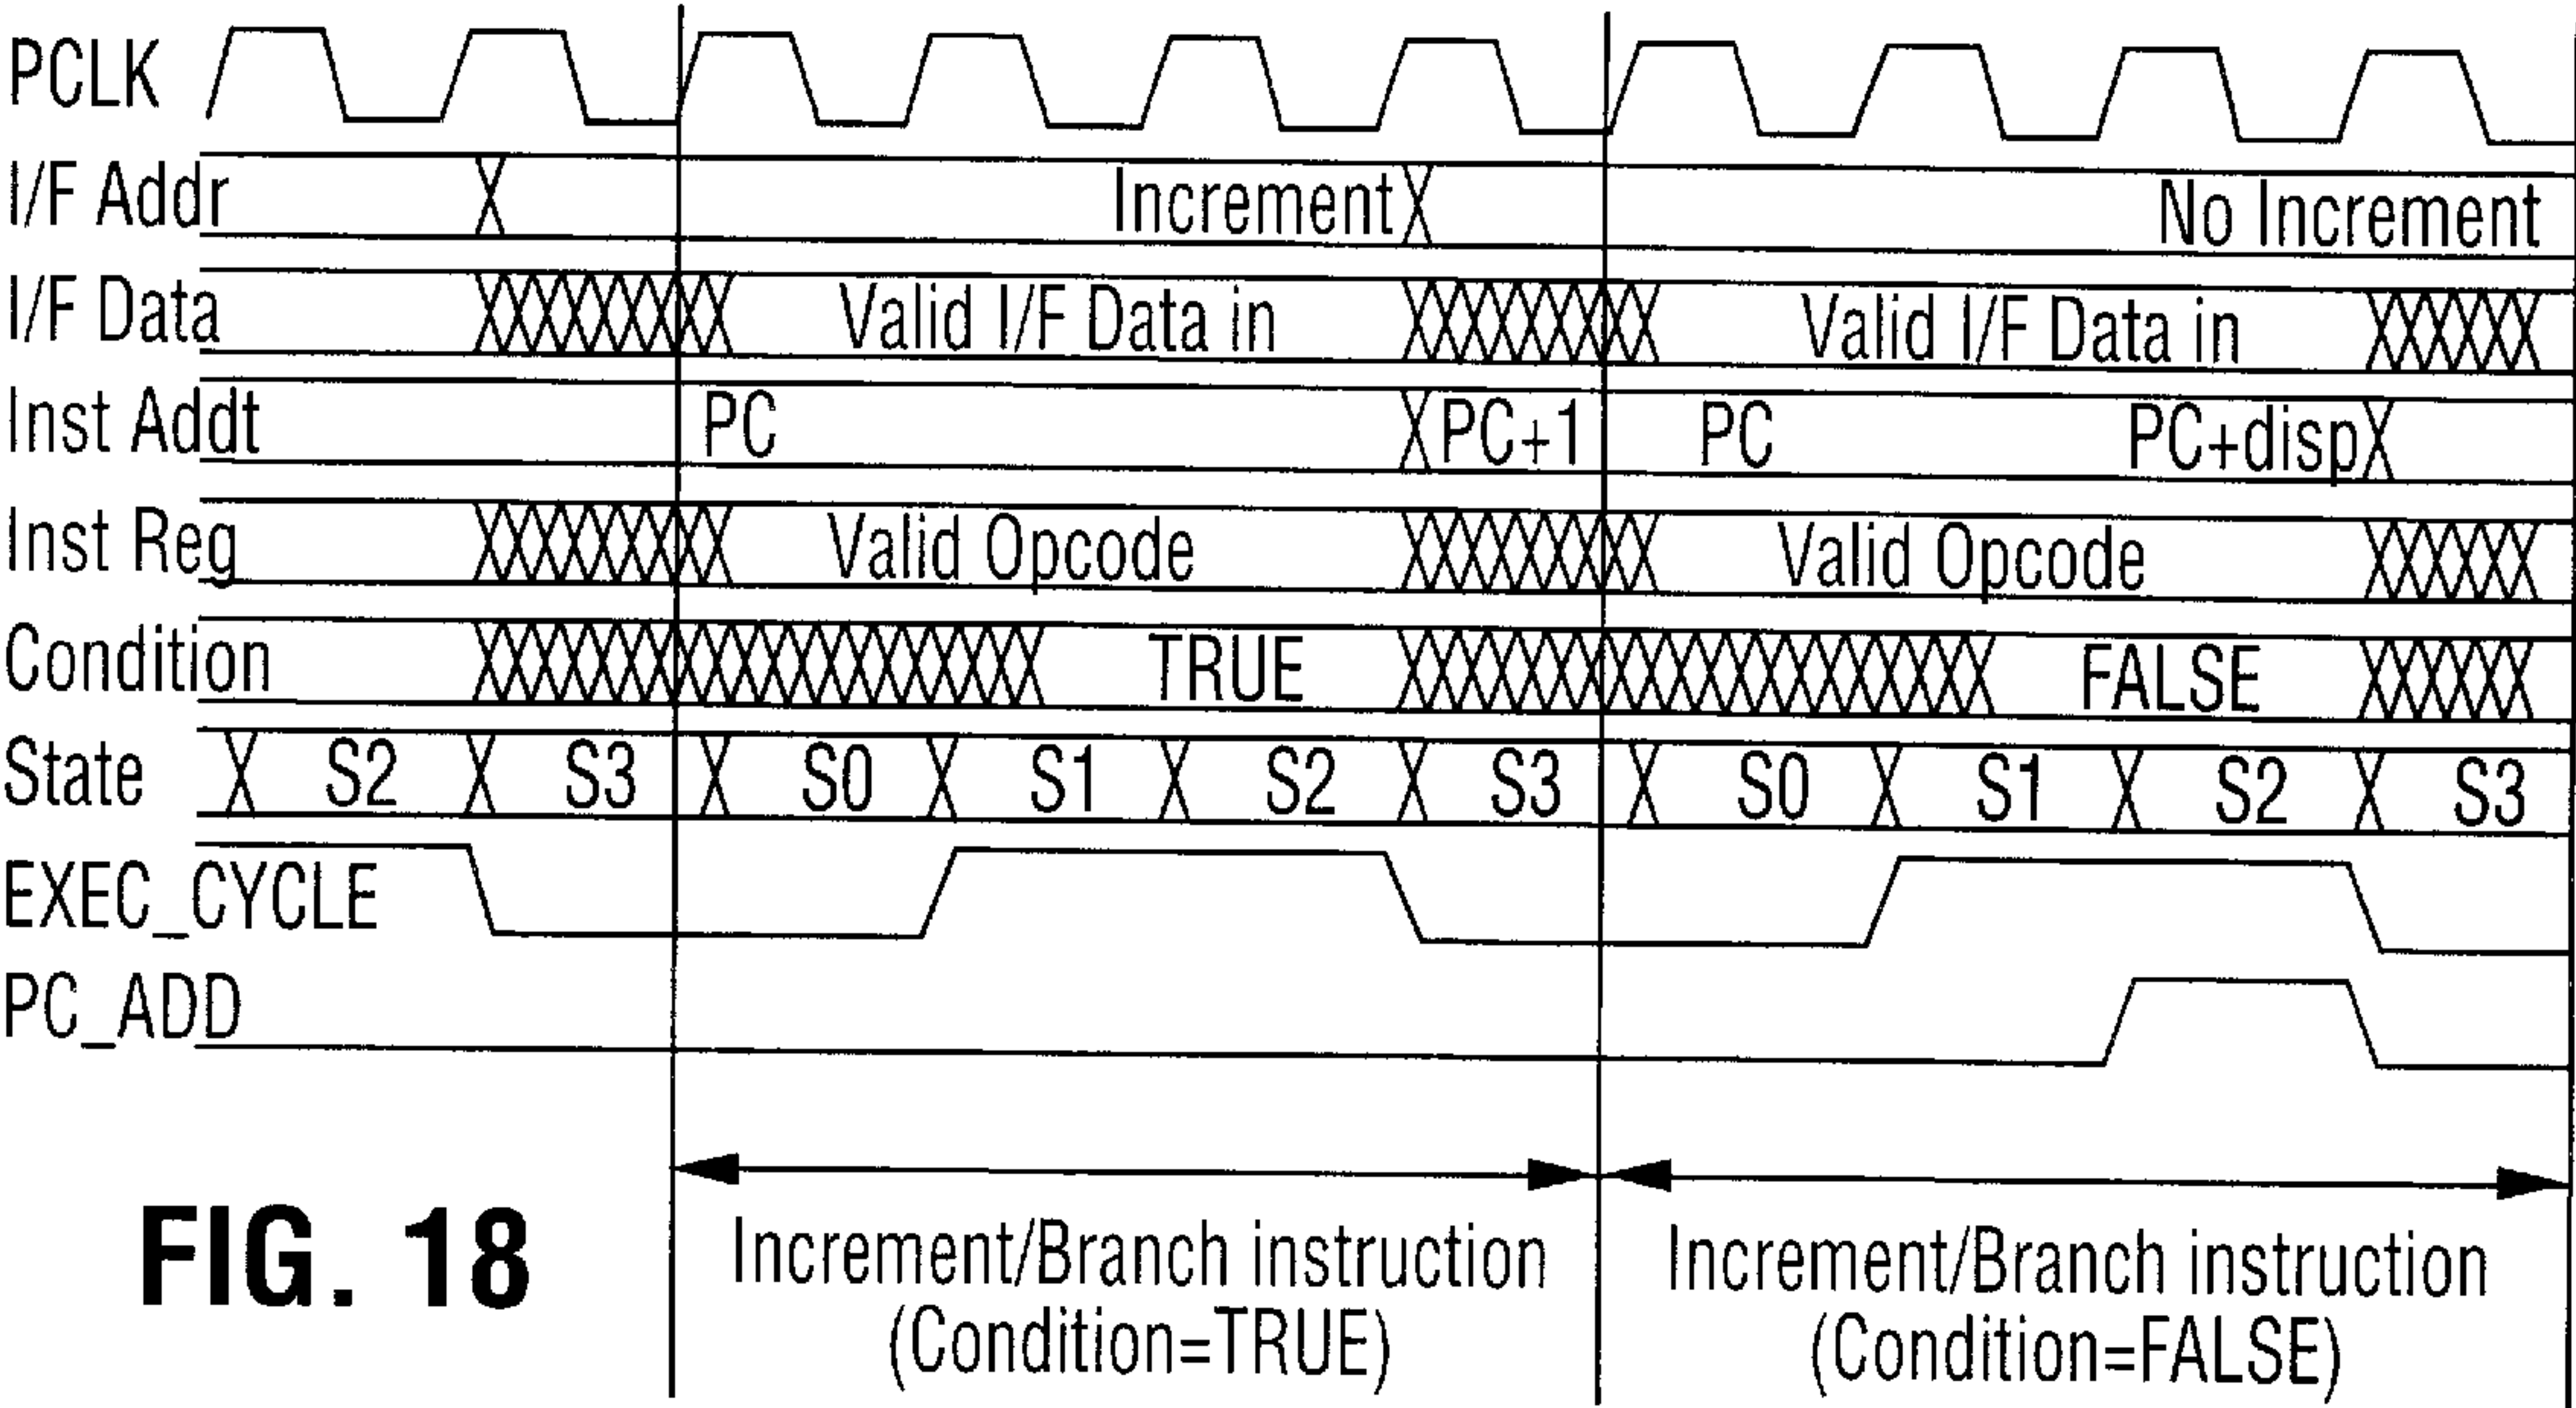 PCLK
I/F Addr Increment No Increment
I/F Data Valid I/F Data in Valid I/F Data in
Inst Addt PC PC+1 PC PC+disp
Inst Reg Valid Opcode Valid Opcode
Condition TRUE FALSE
State S2 S3 S0 S1 S2 S3 S0 S1 S2 S3
EXEC_CYCLE
PC_ADD
FIG. 18
Increment/Branch instruction
(Condition=TRUE)
Increment/Branch instruction
(Condition=FALSE)